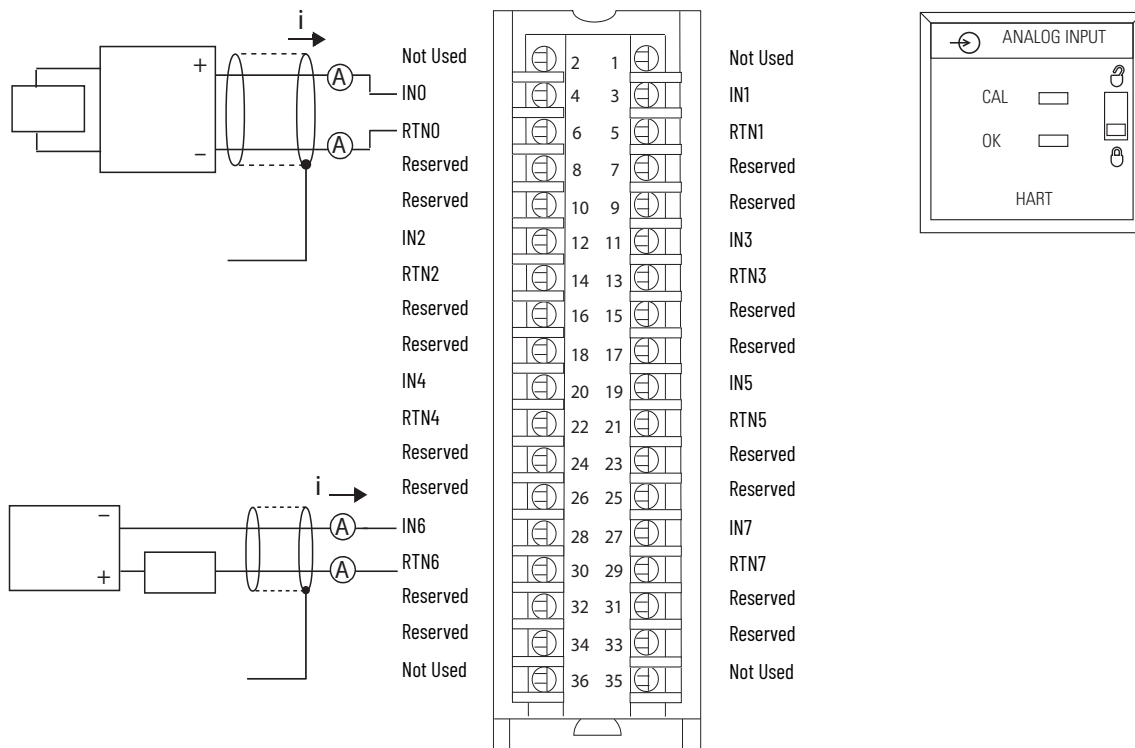 i
+
A
–
A
Not Used 2 1 Not Used
IN0 4 3 IN1
RTN0 6 5 RTN1
Reserved 8 7 Reserved
Reserved 10 9 Reserved
IN2 12 11 IN3
RTN2 14 13 RTN3
Reserved 16 15 Reserved
Reserved 18 17 Reserved
IN4 20 19 IN5
RTN4 22 21 RTN5
Reserved 24 23 Reserved
Reserved 26 25 Reserved
IN6 28 27 IN7
RTN6 30 29 RTN7
Reserved 32 31 Reserved
Reserved 34 33 Reserved
Not Used 36 35 Not Used
i
–
A
+
A
ANALOG INPUT
CAL
OK
HART